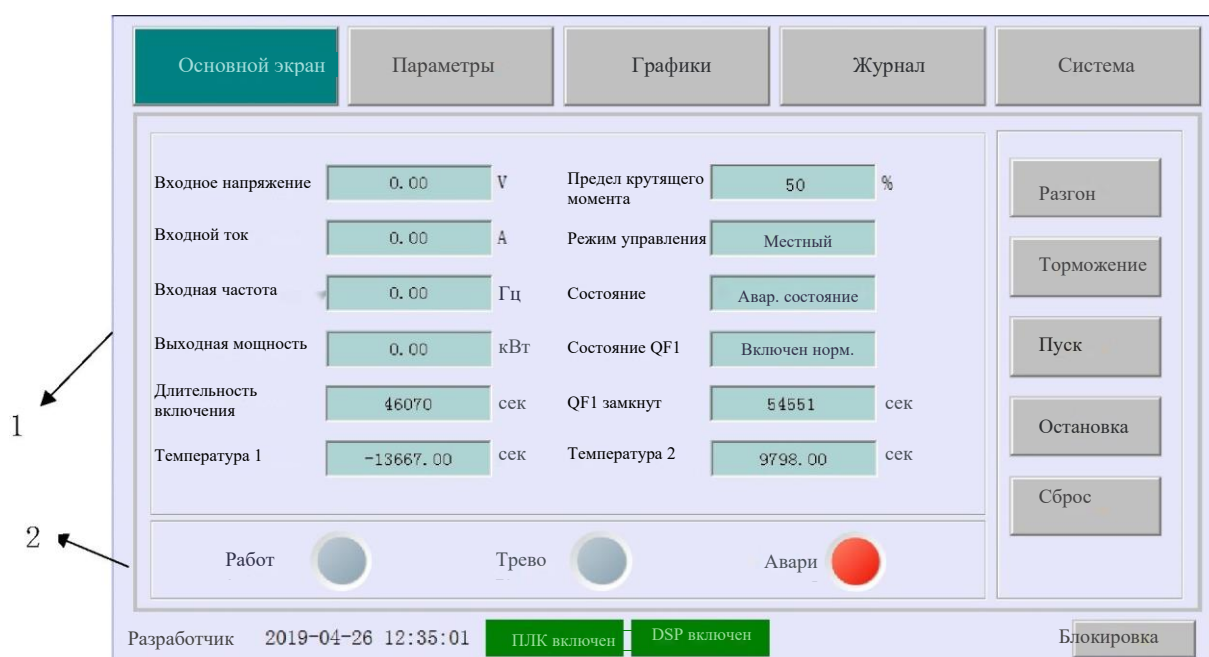 Основной экран Параметры Графики Журнал Система
Входное напряжение 0.00 V Предел крутящего момента 50 % Разгон
Входной ток 0.00 A Режим управления Местный Торможение
Входная частота 0.00 Гц Состояние Авар. состояние
Выходная мощность 0.00 кВт Состояние QF1 Включен норм. Пуск
Длительность включения 46070 сек QF1 замкнут 54551 сек Остановка
Температура 1 -13667.00 сек Температура 2 9798.00 сек Сброс
1
2
Работ Трево Авари
Разработчик 2019-04-26 12:35:01 ПЛК включен DSP включен Блокировка